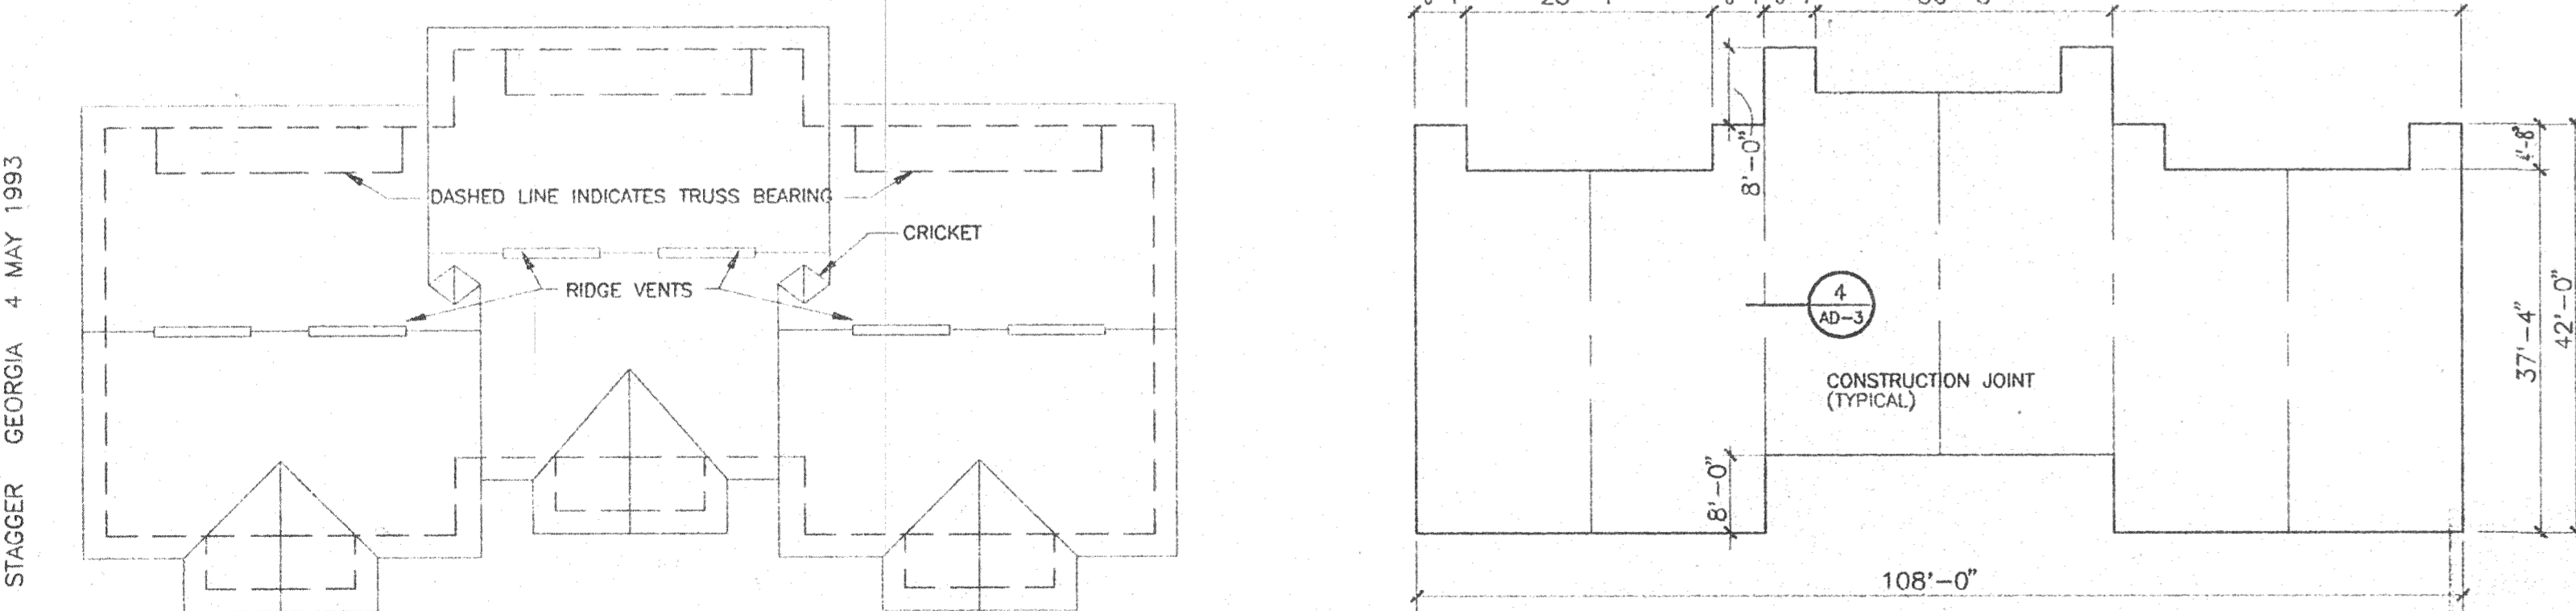 STAGGER GEORGIA 4 MAY 1993
DASHED LINE INDICATES TRUSS BEARING
CRICKET
RIDGE VENTS
8'-0"
4
AD-3
CONSTRUCTION JOINT
(TYPICAL)
8'-0"
4'-8"
37'-4"
42'-0"
108'-0"